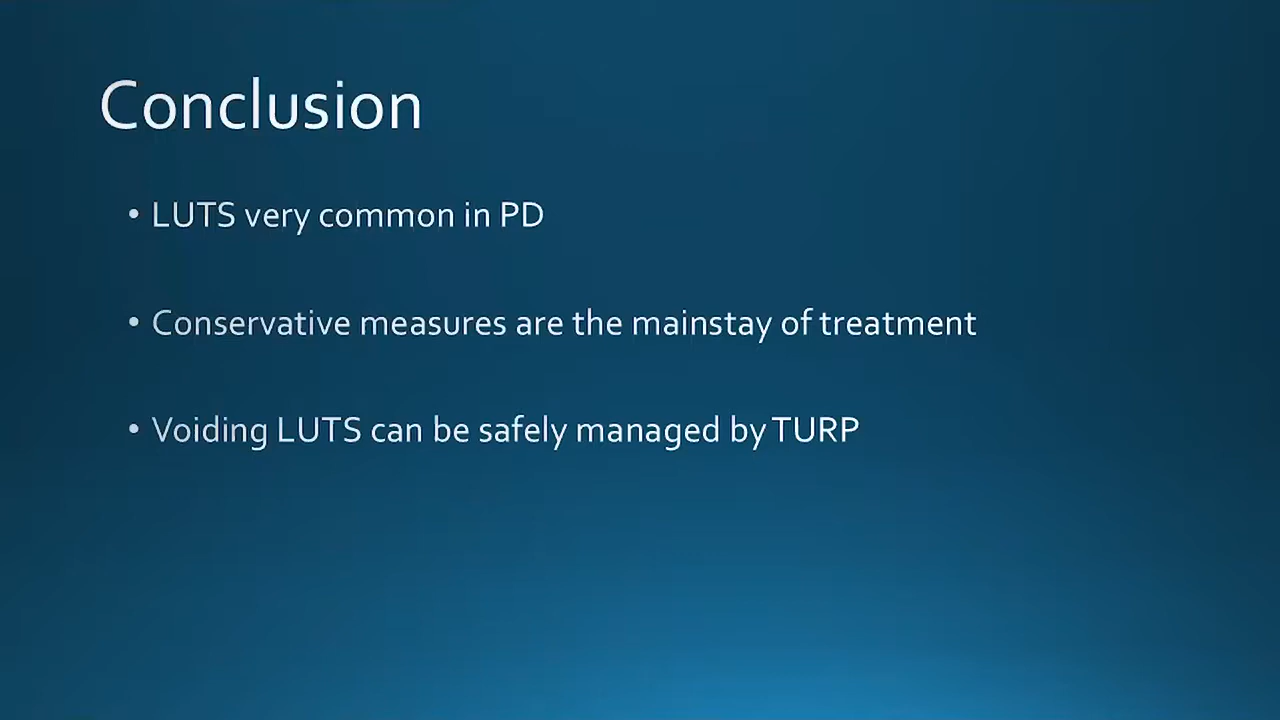 Conclusion
• LUTS very common in PD
• Conservative measures are the mainstay of treatment
• Voiding LUTS can be safely managed by TURP